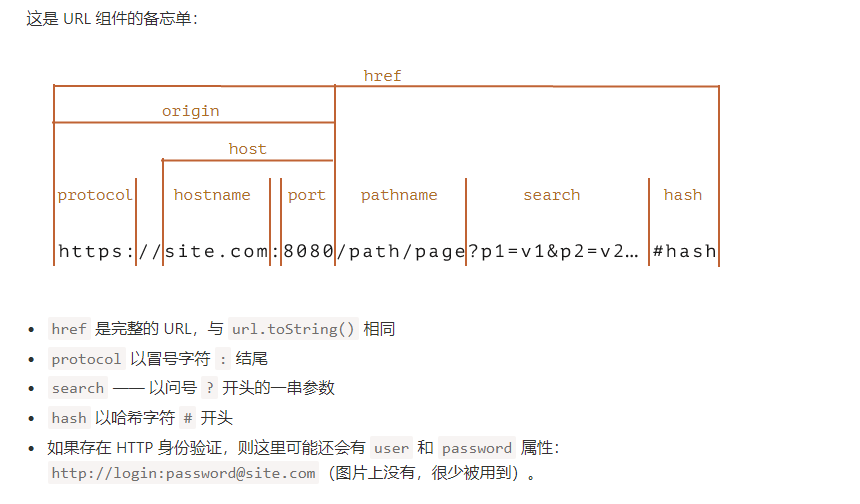 这是 URL 组件的备忘单：
href
origin
host
protocol hostname port pathname search hash
https://site.com:8080/path/page?p1=v1&p2=v2… #hash
• href 是完整的 URL，与 url.toString() 相同
• protocol 以冒号字符 : 结尾
• search —— 以问号 ? 开头的一串参数
• hash 以哈希字符 # 开头
• 如果存在 HTTP 身份验证，则这里可能还会有 user 和 password 属性：
http://login:password@site.com（图片上没有，很少被用到）。